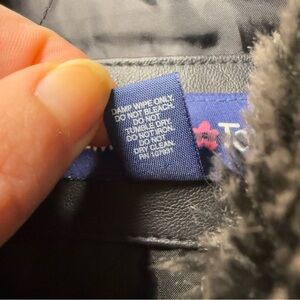 DAMP WIPE ONLY.
DO NOT BLEACH.
DO NOT
TUMBLE DRY.
DO NOT IRON.
DO NOT
DRY CLEAN.